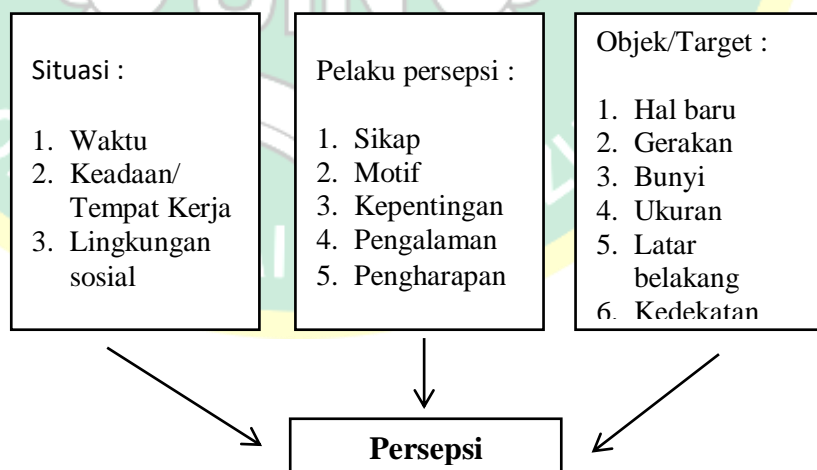 Situasi :
1. Waktu
2. Keadaan/
Tempat Kerja
3. Lingkungan
sosial
Pelaku persepsi :
1. Sikap
2. Motif
3. Kepentingan
4. Pengalaman
5. Pengharapan
Objek/Target :
1. Hal baru
2. Gerakan
3. Bunyi
4. Ukuran
5. Latar
belakang
6. Kedekatan
Persepsi